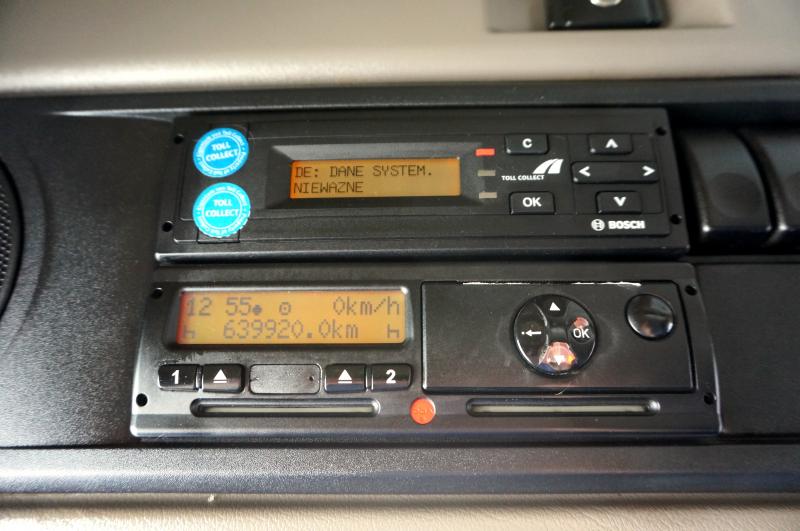 TOLL
COLLECT
TOLL
COLLECT
DE: DANE SYSTEM.
NIEWAZNE
C
TOLL COLLECT
OK
BOSCH
12 55 0km/h
639920.0km
1
2
OK